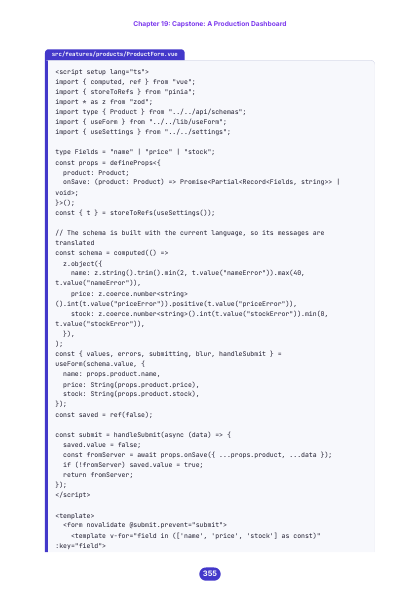 Chapter 19: Capstone: A Production Dashboard
src/features/products/ProductForm.vue
<script setup lang="ts">
import { computed, ref } from "vue";
import { storeToRefs } from "pinia";
import * as z from "zod";
import type { Product } from "../../api/schemas";
import { useForm } from "../../lib/useForm";
import { useSettings } from "../../settings";

type Fields = "name" | "price" | "stock";
const props = defineProps<{
  product: Product;
  onSave: (product: Product) => Promise<Partial<Record<Fields, string>> |
void>;
}>();
const { t } = storeToRefs(useSettings());

// The schema is built with the current language, so its messages are
translated
const schema = computed(() =>
  z.object({
    name: z.string().trim().min(2, t.value("nameError")).max(40,
t.value("nameError")),
    price: z.coerce.number<string>
().int(t.value("priceError")).positive(t.value("priceError")),
    stock: z.coerce.number<string>().int(t.value("stockError")).min(0,
t.value("stockError")),
  }),
);
const { values, errors, submitting, blur, handleSubmit } =
useForm(schema.value, {
  name: props.product.name,
  price: String(props.product.price),
  stock: String(props.product.stock),
});
const saved = ref(false);

const submit = handleSubmit(async (data) => {
  saved.value = false;
  const fromServer = await props.onSave({ ...props.product, ...data });
  if (!fromServer) saved.value = true;
  return fromServer;
});
</script>

<template>
  <form novalidate @submit.prevent="submit">
    <template v-for="field in (['name', 'price', 'stock'] as const)"
:key="field">
355